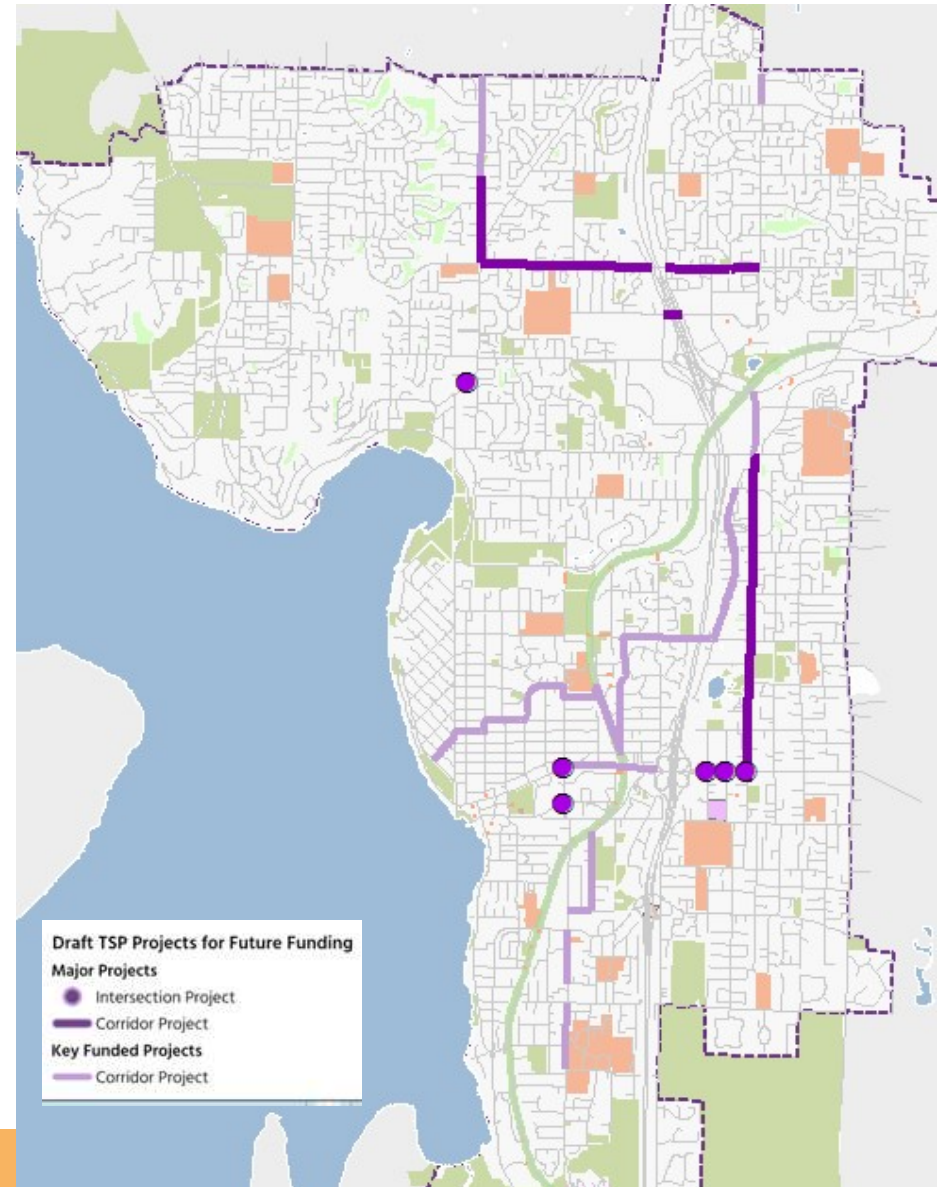 Draft TSP Projects for Future Funding
Major Projects
Intersection Project
Corridor Project
Key Funded Projects
Corridor Project